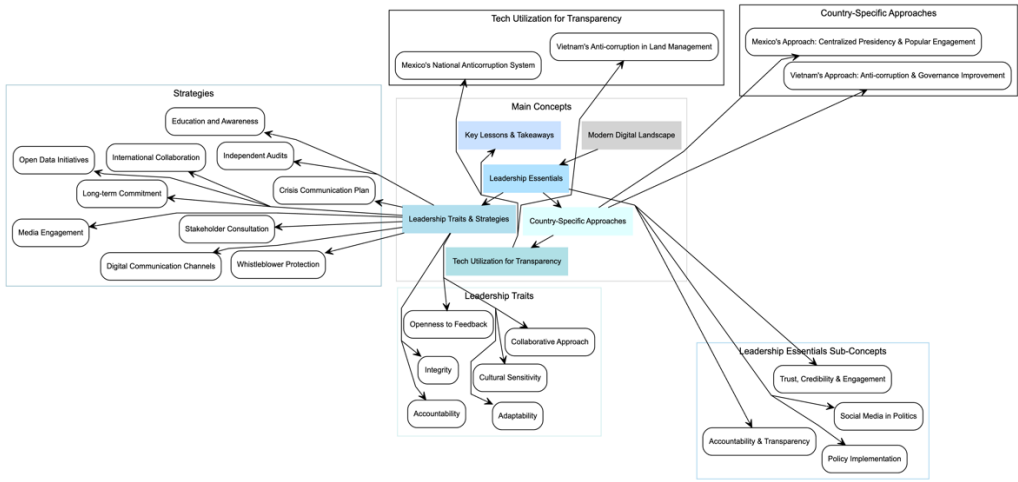 Tech Utilization for Transparency
Vietnam's Anti-corruption in Land Management
Mexico's National Anticorruption System
Country-Specific Approaches
Mexico's Approach: Centralized Presidency & Popular Engagement
Vietnam's Approach: Anti-corruption & Governance Improvement
Strategies
Education and Awareness
Open Data Initiatives
International Collaboration
Independent Audits
Long-term Commitment
Crisis Communication Plan
Media Engagement
Stakeholder Consultation
Digital Communication Channels
Whistleblower Protection
Main Concepts
Key Lessons & Takeaways
Modern Digital Landscape
Leadership Essentials
Leadership Traits & Strategies
Country-Specific Approaches
Tech Utilization for Transparency
Leadership Traits
Openness to Feedback
Collaborative Approach
Integrity
Cultural Sensitivity
Accountability
Adaptability
Leadership Essentials Sub-Concepts
Trust, Credibility & Engagement
Social Media in Politics
Accountability & Transparency
Policy Implementation